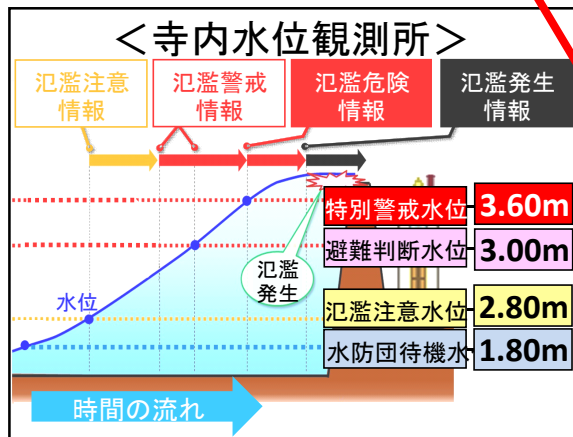 ＜寺内水位観測所＞
氾濫注意
情報
氾濫警戒
情報
氾濫危険
情報
氾濫発生
情報
特別警戒水位
3.60m
避難判断水位
3.00m
氾濫
発生
水位
氾濫注意水位
2.80m
水防団待機水
1.80m
時間の流れ